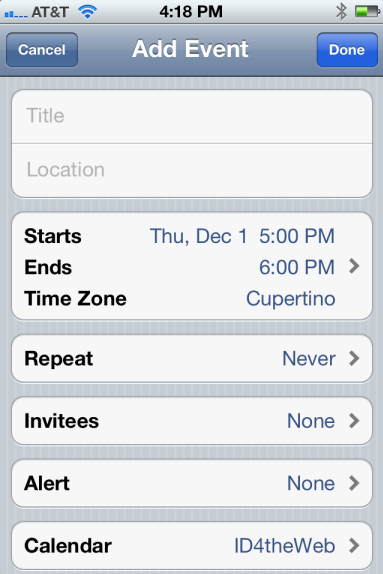 AT&T 4:18 PM
Cancel Add Event Done
Title
Location
Starts Thu, Dec 1 5:00 PM
Ends 6:00 PM
Time Zone Cupertino
Repeat Never
Invitees None
Alert None
Calendar ID4theWeb